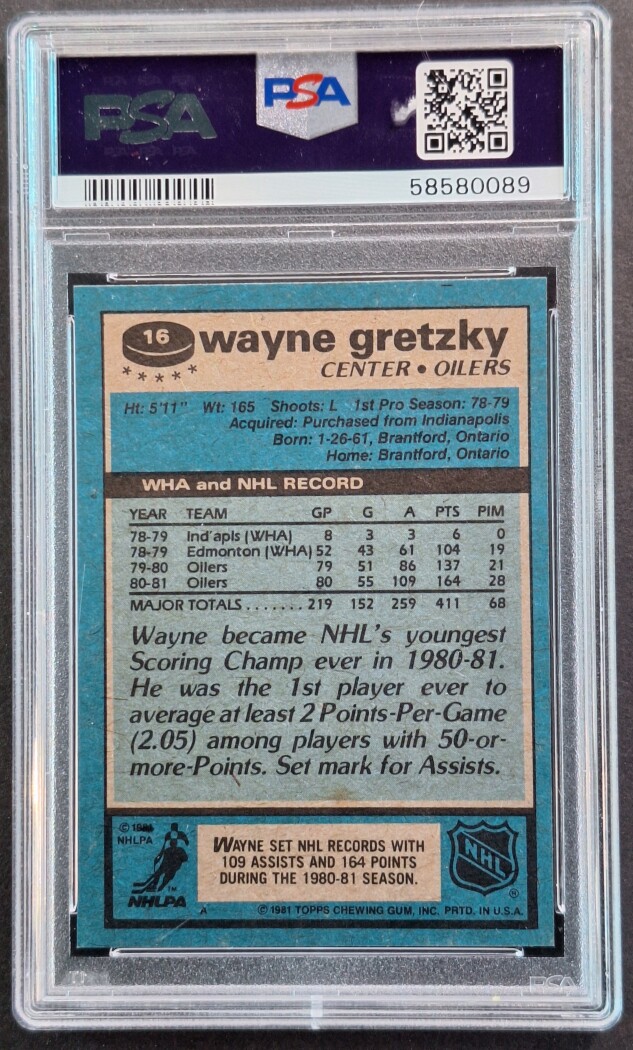 PSA
PSA
58580089
16 wayne gretzky
CENTER • OILERS
Ht: 5'11" Wt: 165 Shoots: L 1st Pro Season: 78-79
Acquired: Purchased from Indianapolis
Born: 1-26-61, Brantford, Ontario
Home: Brantford, Ontario
WHA and NHL RECORD
YEAR TEAM GP G A PTS PIM
78-79 Ind'apls (WHA) 8 3 3 6 0
78-79 Edmonton (WHA) 52 43 61 104 19
79-80 Oilers 79 51 86 137 21
80-81 Oilers 80 55 109 164 28
MAJOR TOTALS ....... 219 152 259 411 68
Wayne became NHL's youngest
Scoring Champ ever in 1980-81.
He was the 1st player ever to
average at least 2 Points-Per-Game
(2.05) among players with 50-or-
more-Points. Set mark for Assists.
© 1981
NHLPA
WAYNE SET NHL RECORDS WITH
109 ASSISTS AND 164 POINTS
DURING THE 1980-81 SEASON.
NHL
®
™
NHLPA
A © 1981 TOPPS CHEWING GUM, INC. PRTD. IN U.S.A.
PSA